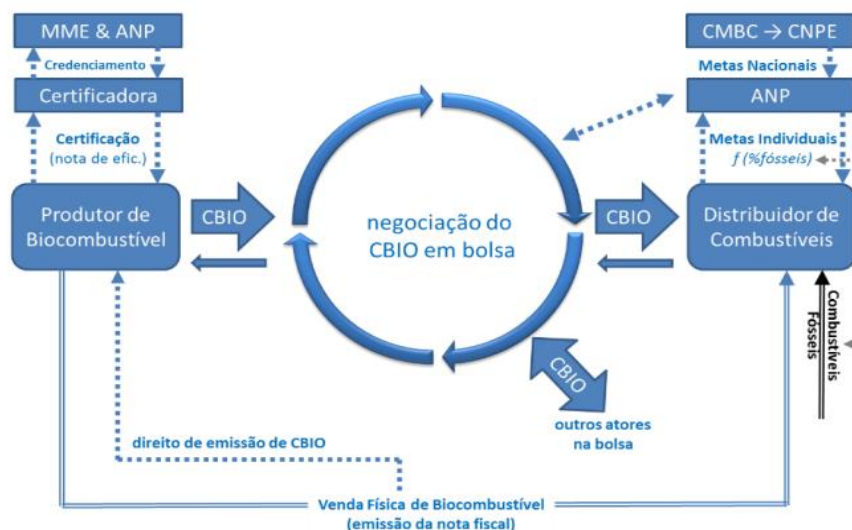 MME & ANP
Credenciamento
Certificadora
Certificação
(nota de efic.)
Produtor de
Biocombustível
CBIO
negociação do
CBIO em bolsa
CBIO
outros atores
na bolsa
CBIO
CMBC → CNPE
Metas Nacionais
ANP
Metas Individuais
f (%fósseis)
Distribuidor de
Combustíveis
Combustíveis
Fósseis
direito de emissão de CBIO
Venda Física de Biocombustível
(emissão da nota fiscal)